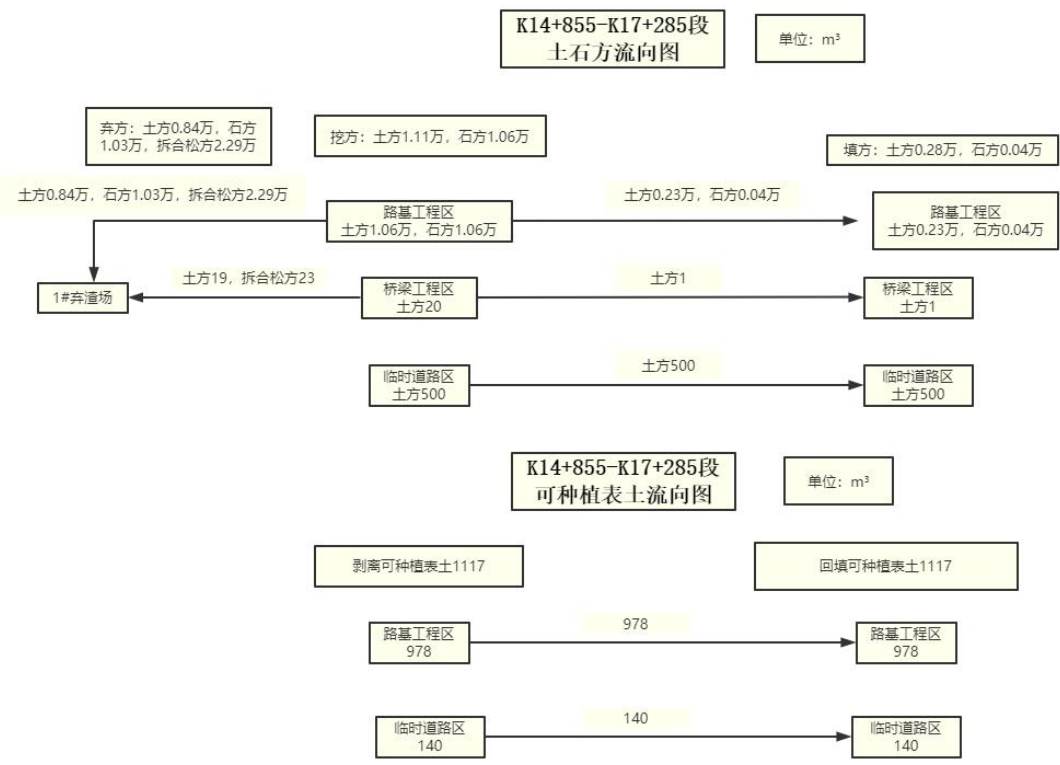 K14+855-K17+285段
土石方流向图
单位：m³
弃方：土方0.84万，石方
1.03万，拆合松方2.29万
挖方：土方1.11万，石方1.06万
填方：土方0.28万，石方0.04万
土方0.84万，石方1.03万，拆合松方2.29万
土方0.23万，石方0.04万
路基工程区
土方1.06万，石方1.06万
路基工程区
土方0.23万，石方0.04万
土方19，拆合松方23
土方1
1#弃渣场
桥梁工程区
土方20
桥梁工程区
土方1
土方500
临时道路区
土方500
临时道路区
土方500
K14+855-K17+285段
可种植表土流向图
单位：m³
剥离可种植表土1117
回填可种植表土1117
978
路基工程区
978
路基工程区
978
140
临时道路区
140
临时道路区
140